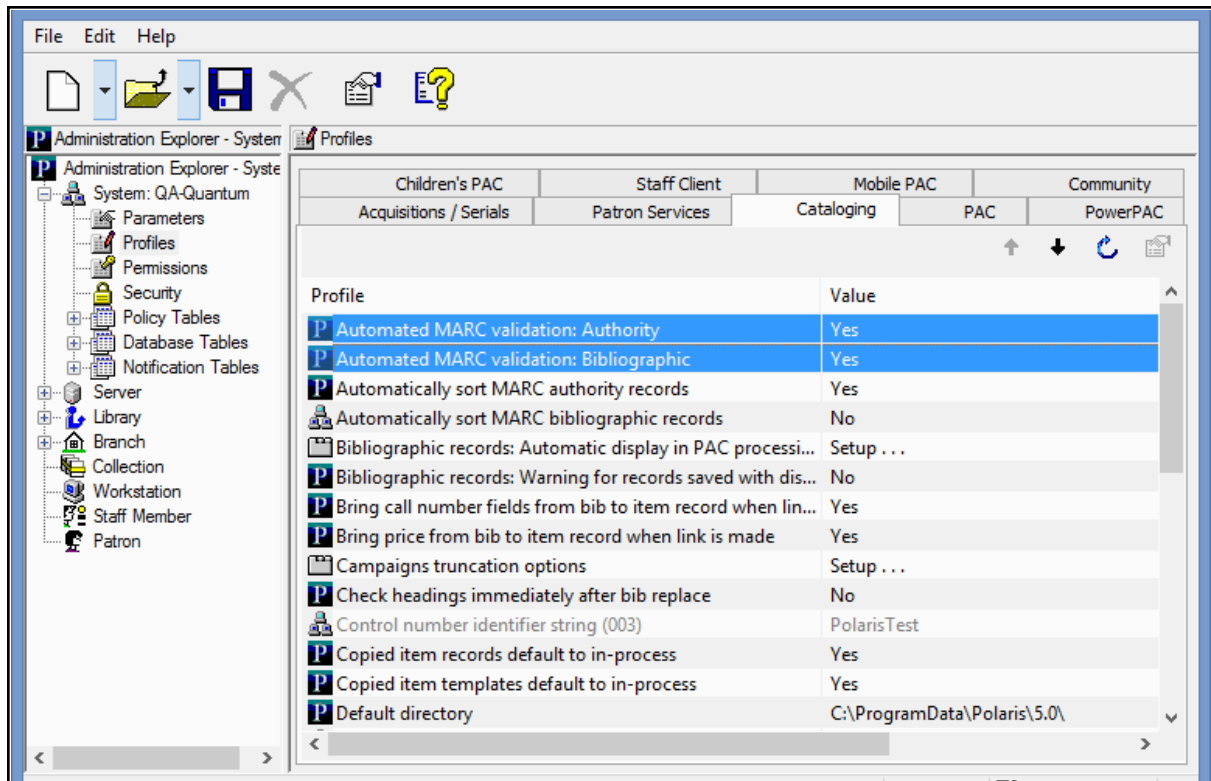 File Edit Help
Administration Explorer - System
Profiles
Administration Explorer - Syste
System: QA-Quantum
Parameters
Profiles
Permissions
Security
Policy Tables
Database Tables
Notification Tables
Server
Library
Branch
Collection
Workstation
Staff Member
Patron
Children's PAC Staff Client Mobile PAC Community
Acquisitions / Serials Patron Services Cataloging PAC PowerPAC
Profile Value
Automated MARC validation: Authority Yes
Automated MARC validation: Bibliographic Yes
Automatically sort MARC authority records Yes
Automatically sort MARC bibliographic records No
Bibliographic records: Automatic display in PAC processi... Setup . . .
Bibliographic records: Warning for records saved with dis... No
Bring call number fields from bib to item record when lin... Yes
Bring price from bib to item record when link is made Yes
Campaigns truncation options Setup . . .
Check headings immediately after bib replace No
Control number identifier string (003) PolarisTest
Copied item records default to in-process Yes
Copied item templates default to in-process Yes
Default directory C:\ProgramData\Polaris\5.0\